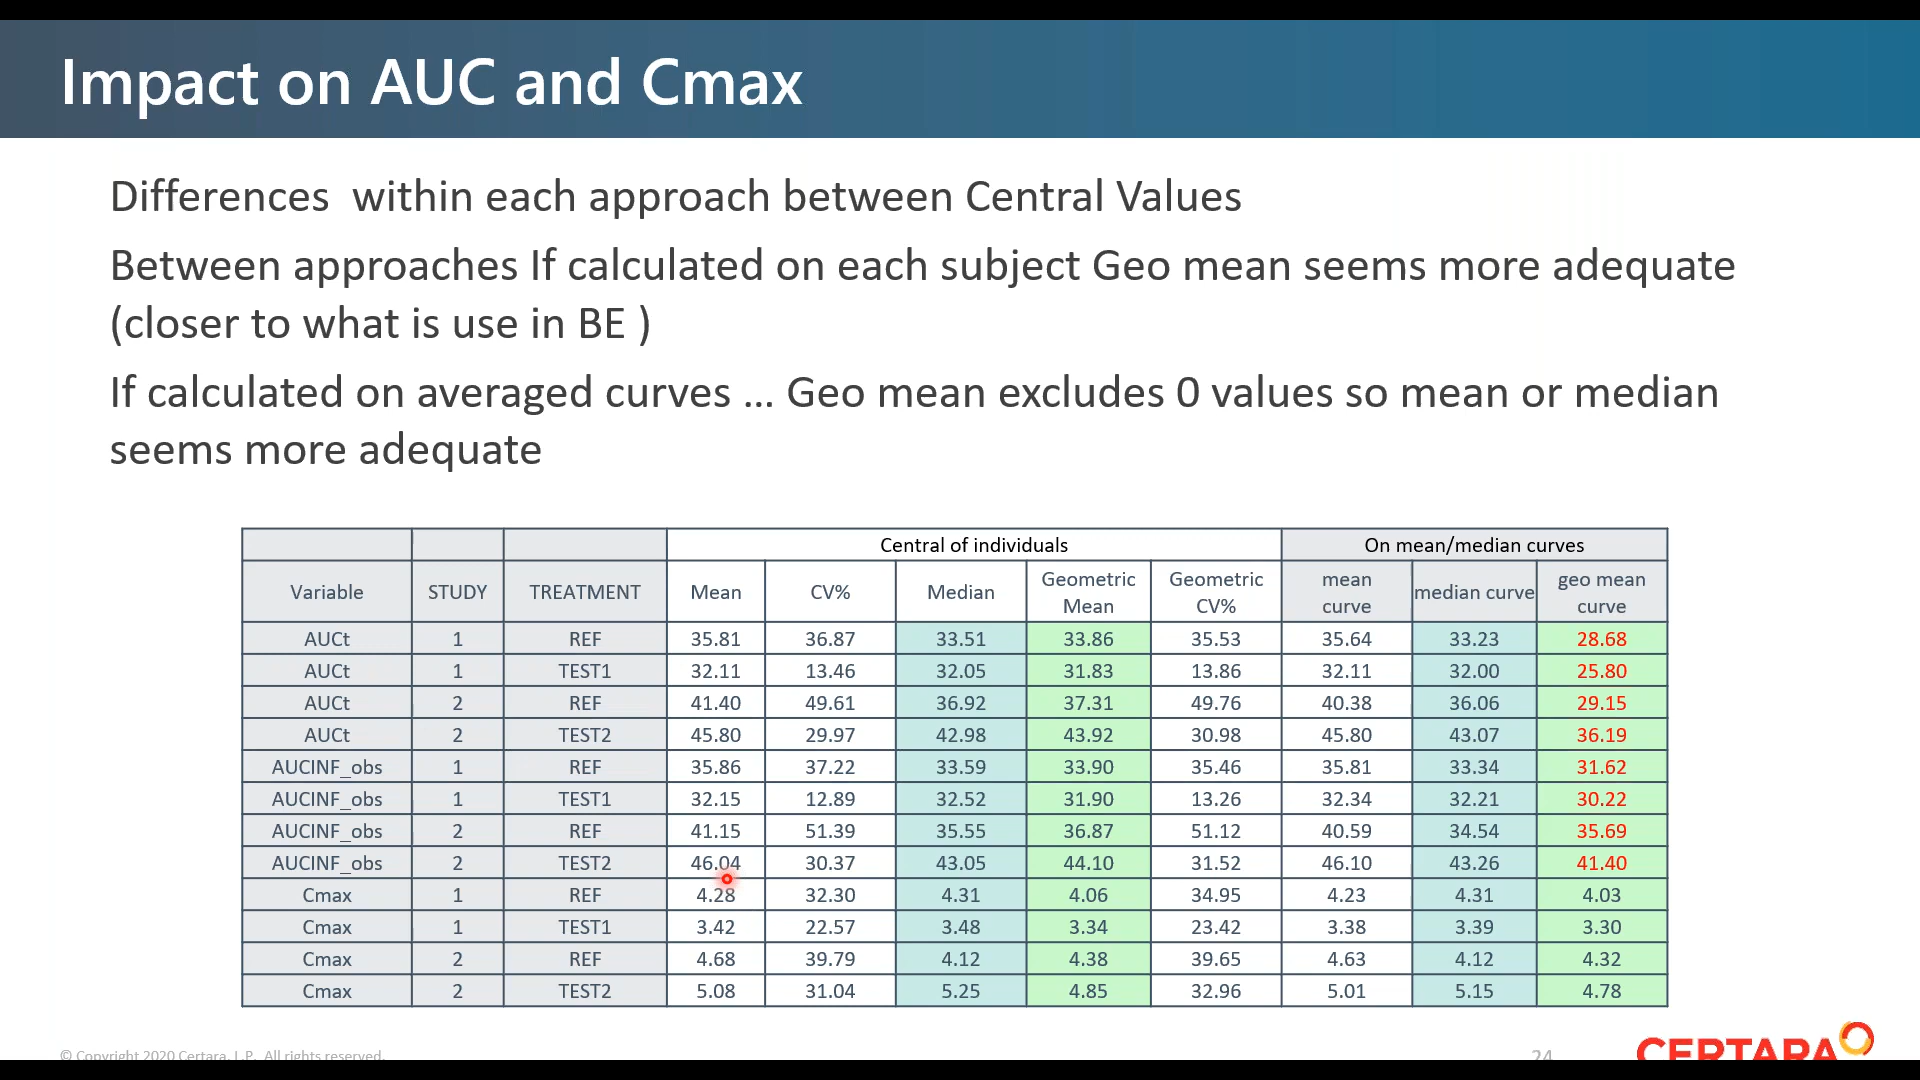 Impact on AUC and Cmax
Differences  within each approach between Central Values
Between approaches If calculated on each subject Geo mean seems more adequate
(closer to what is use in BE )
If calculated on averaged curves ... Geo mean excludes 0 values so mean or median
seems more adequate
Central of individuals On mean/median curves
Variable STUDY TREATMENT Mean CV% Median Geometric Mean Geometric CV% mean curve median curve geo mean curve
AUCt 1 REF 35.81 36.87 33.51 33.86 35.53 35.64 33.23 28.68
AUCt 1 TEST1 32.11 13.46 32.05 31.83 13.86 32.11 32.00 25.80
AUCt 2 REF 41.40 49.61 36.92 37.31 49.76 40.38 36.06 29.15
AUCt 2 TEST2 45.80 29.97 42.98 43.92 30.98 45.80 43.07 36.19
AUCINF_obs 1 REF 35.86 37.22 33.59 33.90 35.46 35.81 33.34 31.62
AUCINF_obs 1 TEST1 32.15 12.89 32.52 31.90 13.26 32.34 32.21 30.22
AUCINF_obs 2 REF 41.15 51.39 35.55 36.87 51.12 40.59 34.54 35.69
AUCINF_obs 2 TEST2 46.04 30.37 43.05 44.10 31.52 46.10 43.26 41.40
Cmax 1 REF 4.28 32.30 4.31 4.06 34.95 4.23 4.31 4.03
Cmax 1 TEST1 3.42 22.57 3.48 3.34 23.42 3.38 3.39 3.30
Cmax 2 REF 4.68 39.79 4.12 4.38 39.65 4.63 4.12 4.32
Cmax 2 TEST2 5.08 31.04 5.25 4.85 32.96 5.01 5.15 4.78
© Copyright 2020 Certara, L.P. All rights reserved.
24
CERTARA